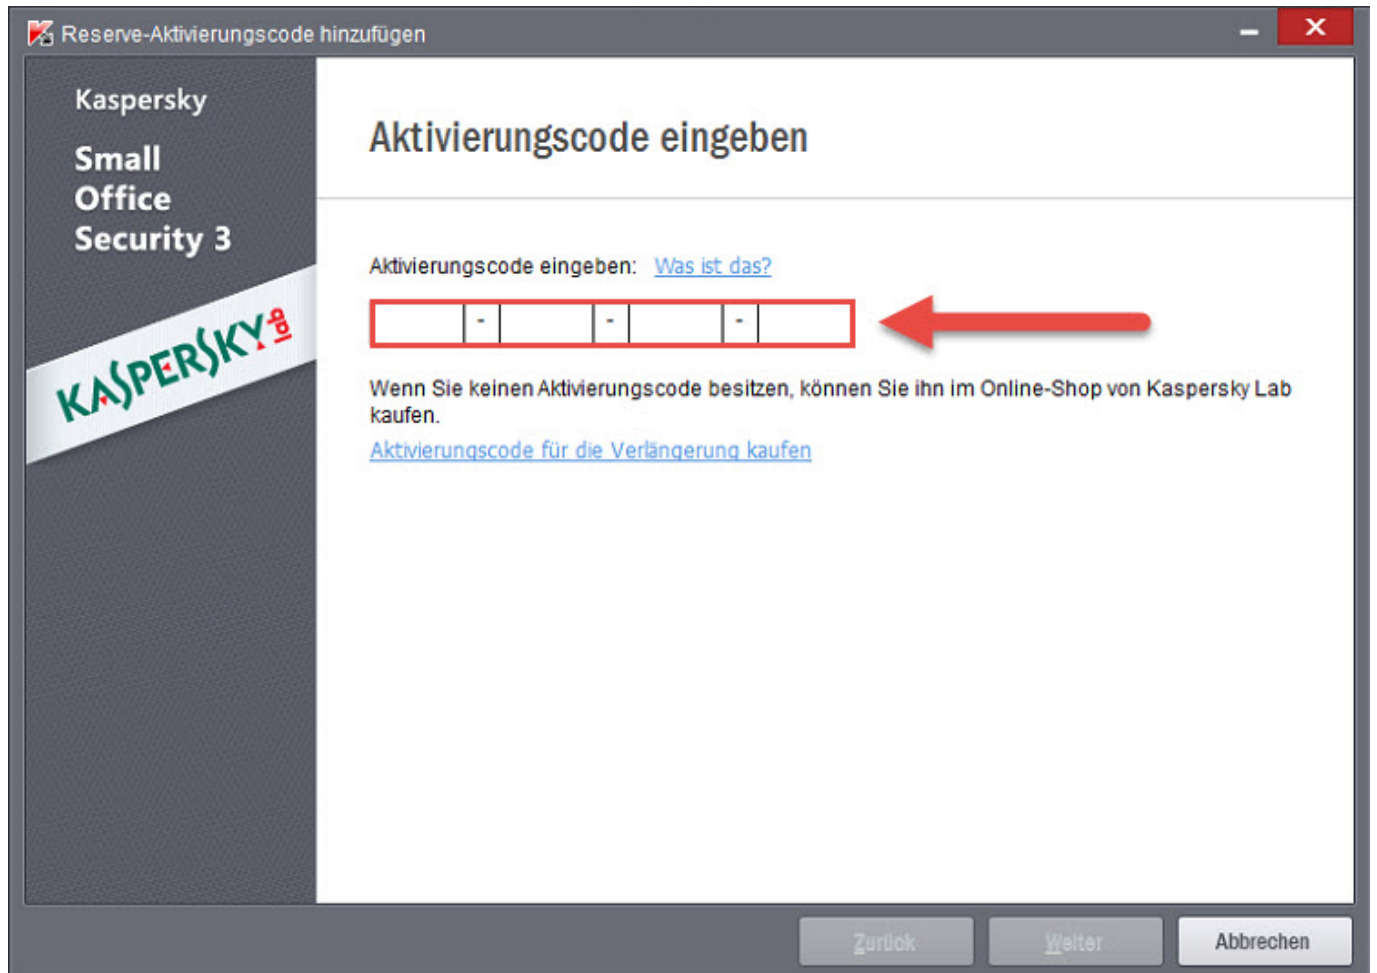 Reserve-Aktivierungscode hinzufügen
Kaspersky
Small
Office
Security 3
KASPERSKY lab
Aktivierungscode eingeben
Aktivierungscode eingeben: Was ist das?
- - -
Wenn Sie keinen Aktivierungscode besitzen, können Sie ihn im Online-Shop von Kaspersky Lab
kaufen.
Aktivierungscode für die Verlängerung kaufen
Zurück Weiter Abbrechen